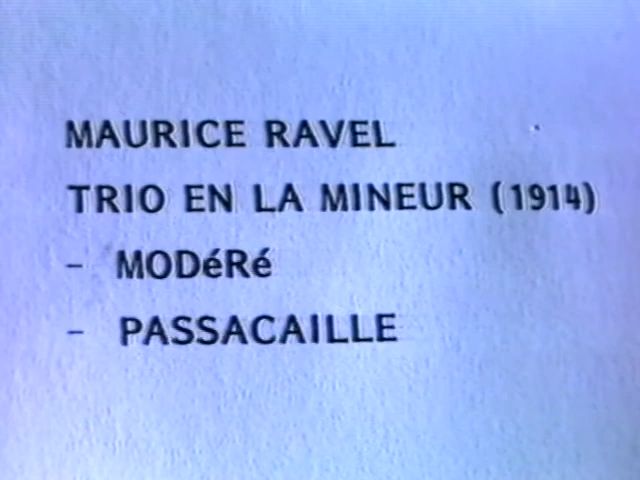 MAURICE RAVEL
TRIO EN LA MINEUR (1914)
- MODéRé
- PASSACAILLE